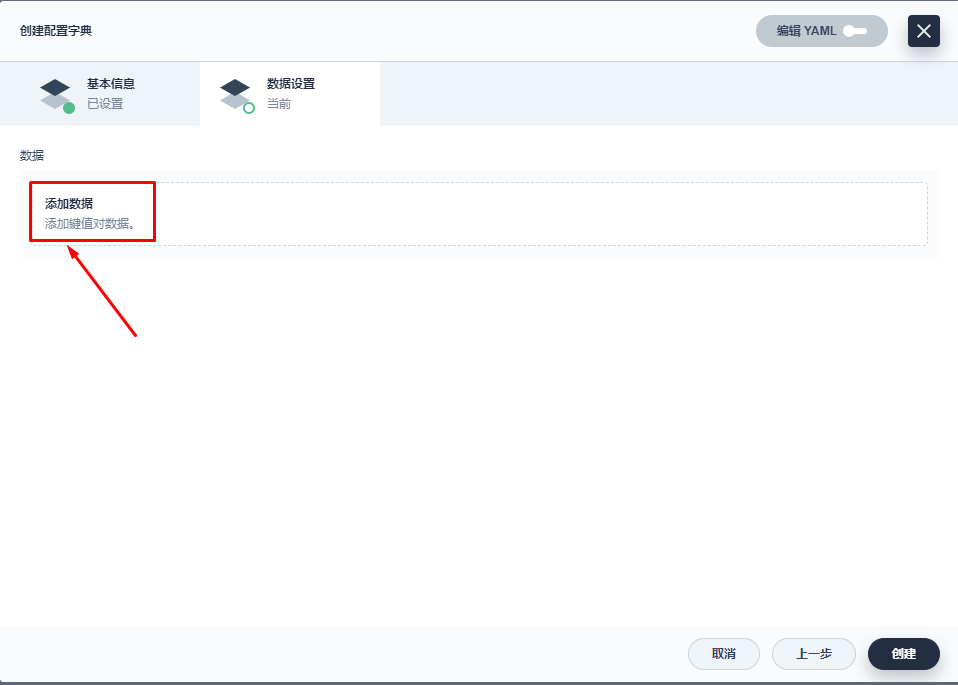 创建配置字典
编辑 YAML
基本信息
已设置
数据设置
当前
数据
添加数据
添加键值对数据。
取消
上一步
创建